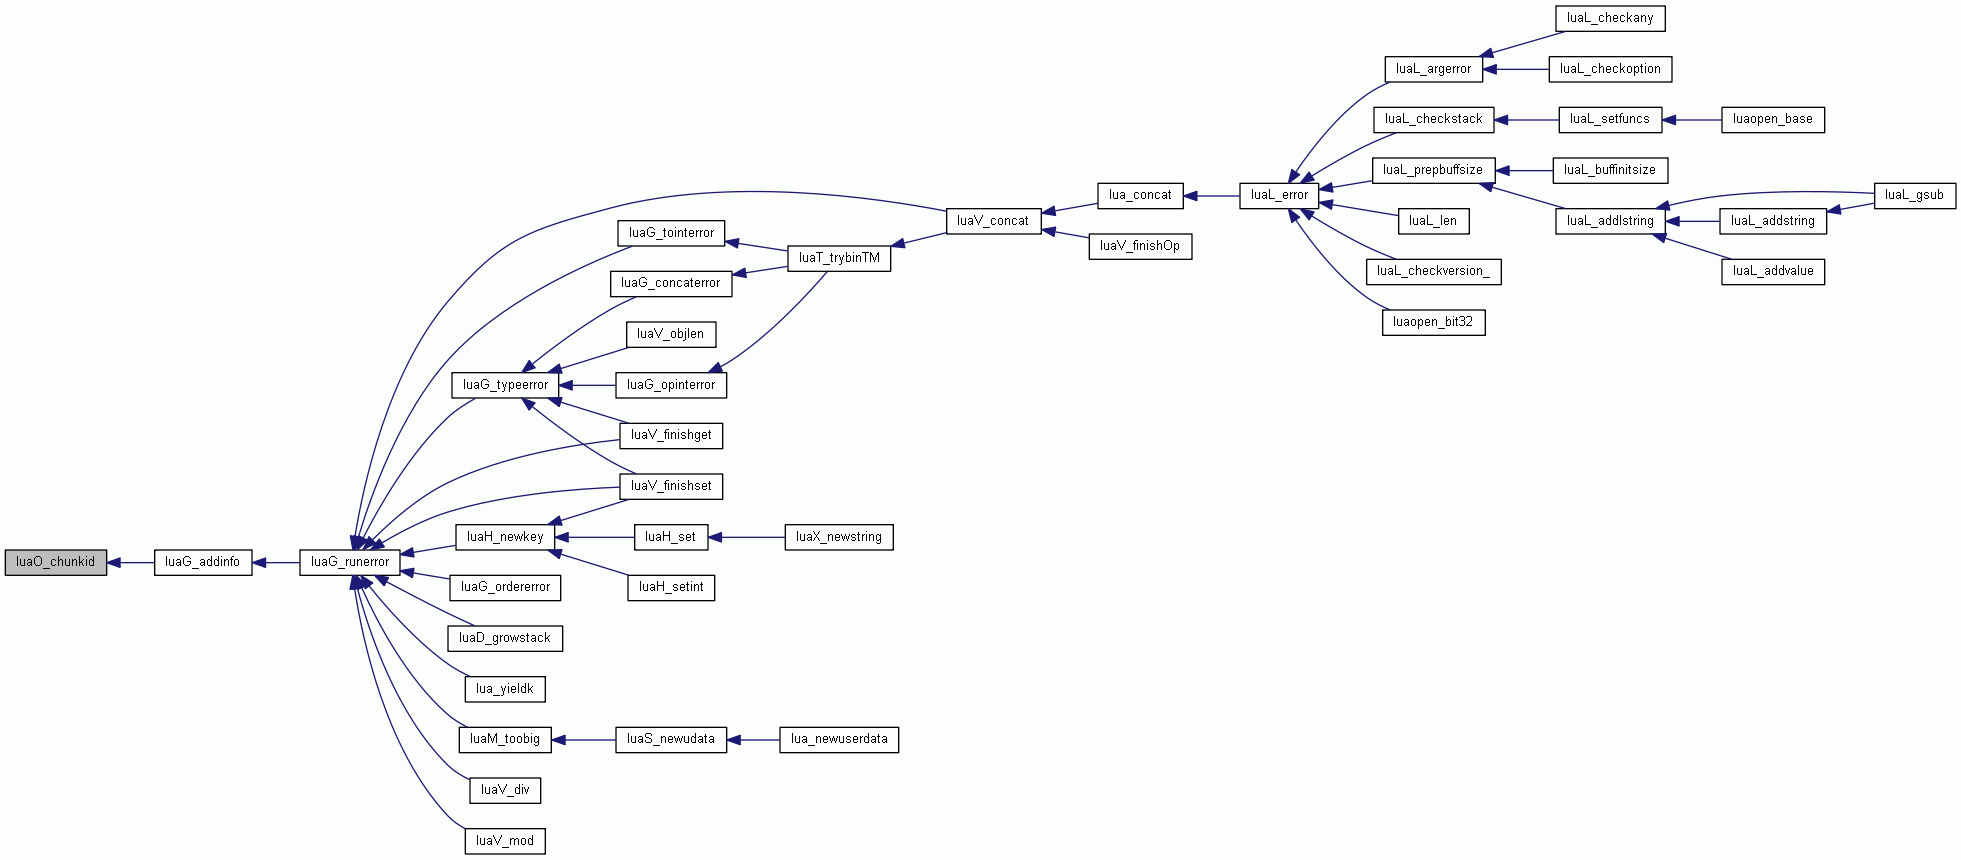 luaL_checkany
luaL_argerror
luaL_checkoption
luaL_checkstack
luaL_setfuncs
luaopen_base
luaL_prepbuffsize
luaL_buffinitsize
lua_concat
luaL_error
luaL_gsub
luaV_concat
luaL_len
luaL_addlstring
luaL_addstring
luaG_tointerror
luaV_finishOp
luaT_trybinTM
luaL_checkversion_
luaL_addvalue
luaG_concaterror
luaopen_bit32
luaV_objlen
luaG_typeerror
luaG_opinterror
luaV_finishget
luaV_finishset
luaH_newkey
luaH_set
luaX_newstring
luaO_chunkid
luaG_addinfo
luaG_runerror
luaG_ordererror
luaH_setint
luaD_growstack
lua_yieldk
luaM_toobig
luaS_newudata
lua_newuserdata
luaV_div
luaV_mod